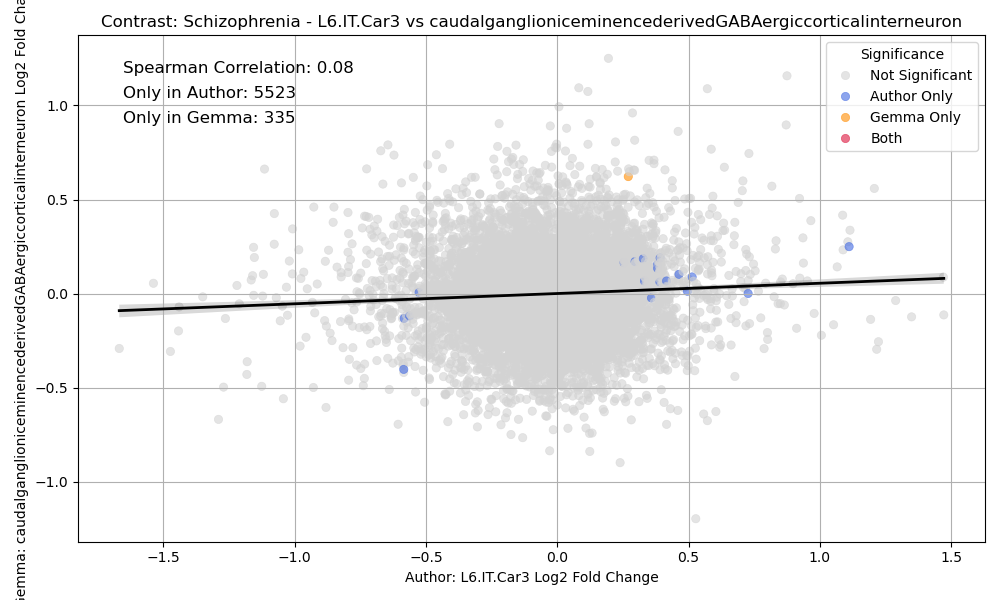 Contrast: Schizophrenia - L6.IT.Car3 vs caudalganglioniceminencederivedGABAergiccorticalinterneuron
Spearman Correlation: 0.08
Only in Author: 5523
Only in Gemma: 335
Significance
Not Significant
Author Only
Gemma Only
Both
1.0
0.5
0.0
−0.5
−1.0
−1.5
−1.0
−0.5
0.0
0.5
1.0
1.5
Author: L6.IT.Car3 Log2 Fold Change
caudalganglioniceminencederivedGABAergiccorticalinterneuron Log2 Fold